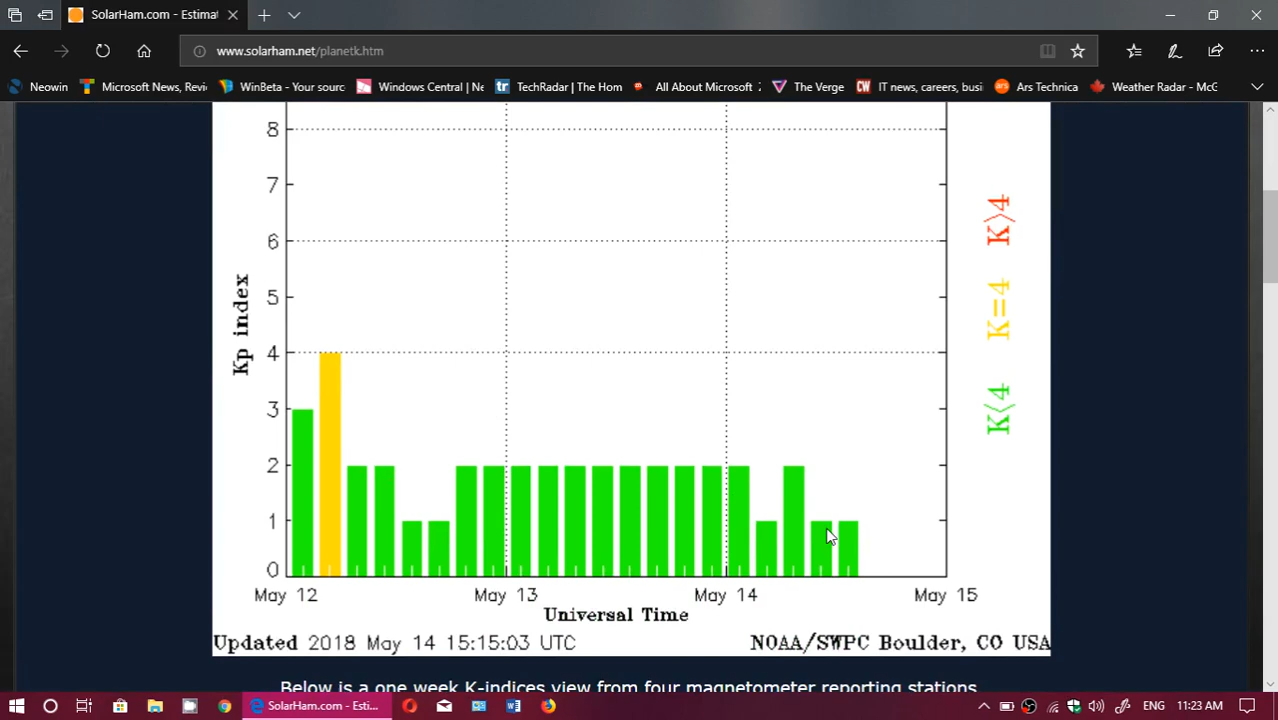 SolarHam.com - Estimat
www.solarham.net/planetk.htm
Neowin
Microsoft News, Revi
WinBeta - Your sourc
Windows Central | Ne
TechRadar | The Hom
All About Microsoft
The Verge
IT news, careers, busi
Ars Technica
Weather Radar - McG
8
7
6
5
4
3
2
1
0
Kp index
K>4
K=4
K<4
May 12
May 13
May 14
May 15
Universal Time
Updated 2018 May 14 15:15:03 UTC
NOAA/SWPC Boulder, CO USA
Below is a one week K-indices view from four magnetometer reporting stations
SolarHam.com - Esti...
ENG
11:23 AM